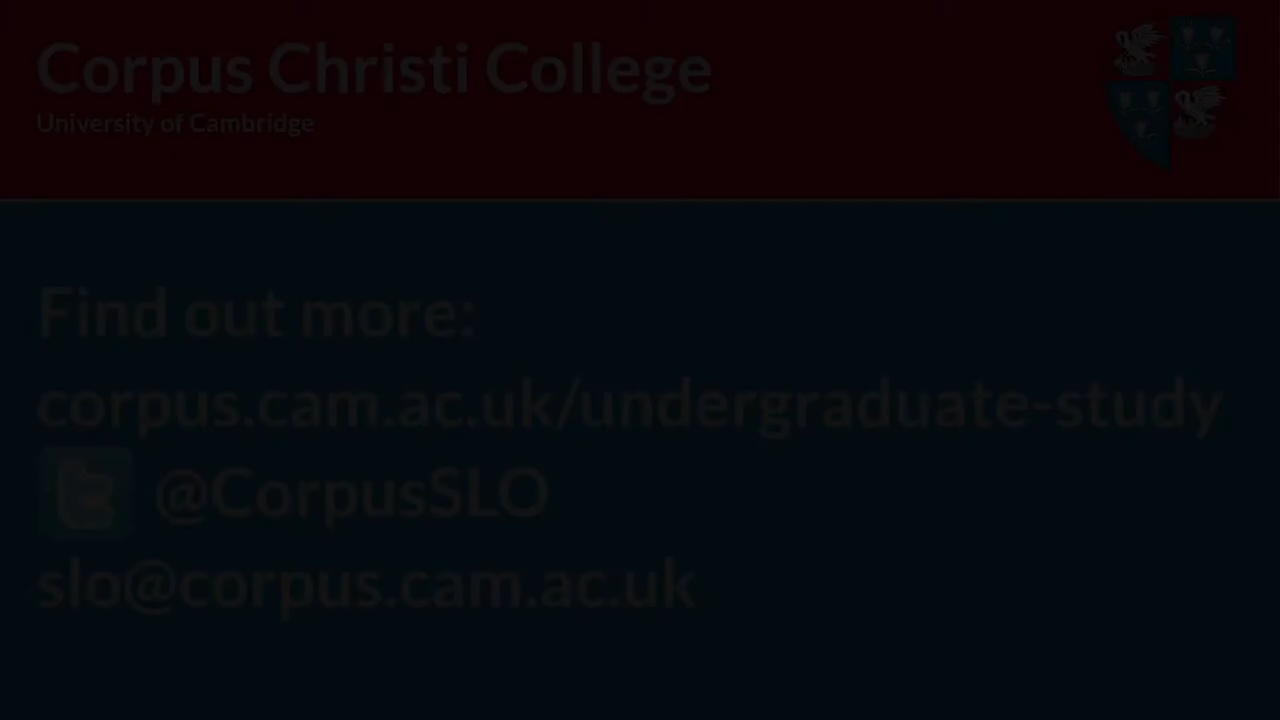 Corpus Christi College
University of Cambridge
Find out more:
corpus.cam.ac.uk/undergraduate-study
@CorpusSLO
slo@corpus.cam.ac.uk